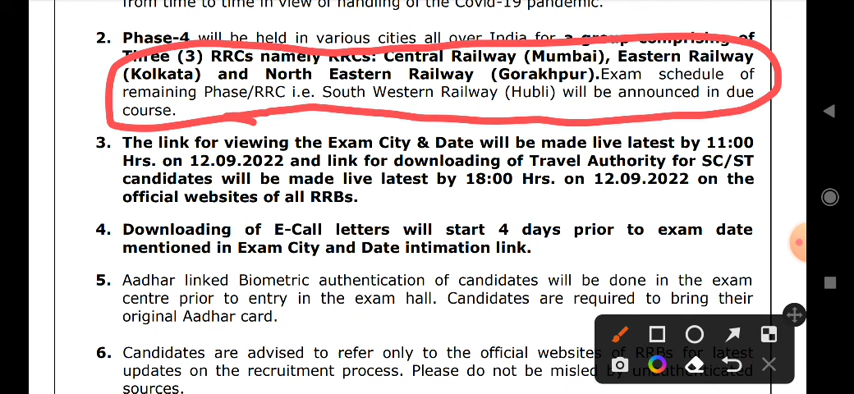 from time to time in view of handling of the Covid-19 pandemic.
2. Phase-4 will be held in various cities all over India for a group comprising of
Three (3) RRCs namely RRCs: Central Railway (Mumbai), Eastern Railway
(Kolkata) and North Eastern Railway (Gorakhpur).Exam schedule of
remaining Phase/RRC i.e. South Western Railway (Hubli) will be announced in due
course.
3. The link for viewing the Exam City & Date will be made live latest by 11:00
Hrs. on 12.09.2022 and link for downloading of Travel Authority for SC/ST
candidates will be made live latest by 18:00 Hrs. on 12.09.2022 on the
official websites of all RRBs.
4. Downloading of E-Call letters will start 4 days prior to exam date
mentioned in Exam City and Date intimation link.
5. Aadhar linked Biometric authentication of candidates will be done in the exam
centre prior to entry in the exam hall. Candidates are required to bring their
original Aadhar card.
6. Candidates are advised to refer only to the official websites of RRBs for latest
updates on the recruitment process. Please do not be misled by unauthenticated
sources.